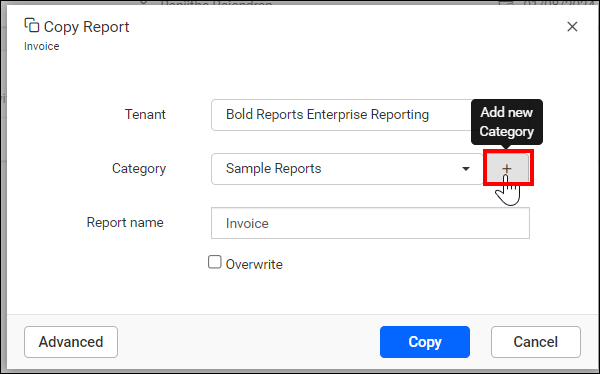 Copy Report
Invoice
Tenant
Bold Reports Enterprise Reporting
Add new
Category
Category
Sample Reports
+
Report name
Invoice
Overwrite
Advanced
Copy
Cancel